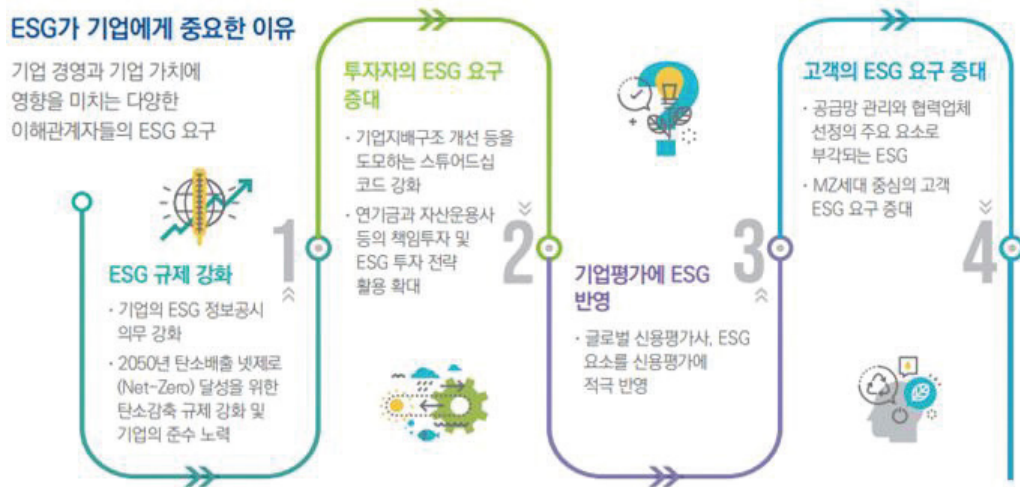 ESG가 기업에게 중요한 이유
기업 경영과 기업 가치에
영향을 미치는 다양한
이해관계자들의 ESG 요구
1
ESG 규제 강화
· 기업의 ESG 정보공시
의무 강화
· 2050년 탄소배출 넷제로
(Net-Zero) 달성을 위한
탄소감축 규제 강화 및
기업의 준수 노력
투자자의 ESG 요구
증대
· 기업지배구조 개선 등을
도모하는 스튜어드십
코드 강화
· 연기금과 자산운용사
등의 책임투자 및
ESG 투자 전략
활용 확대
2
기업평가에 ESG
반영
· 글로벌 신용평가사, ESG
요소를 신용평가에
적극 반영
3
고객의 ESG 요구 증대
· 공급망 관리와 협력업체
선정의 주요 요소로
부각되는 ESG
· MZ세대 중심의 고객
ESG 요구 증대
4